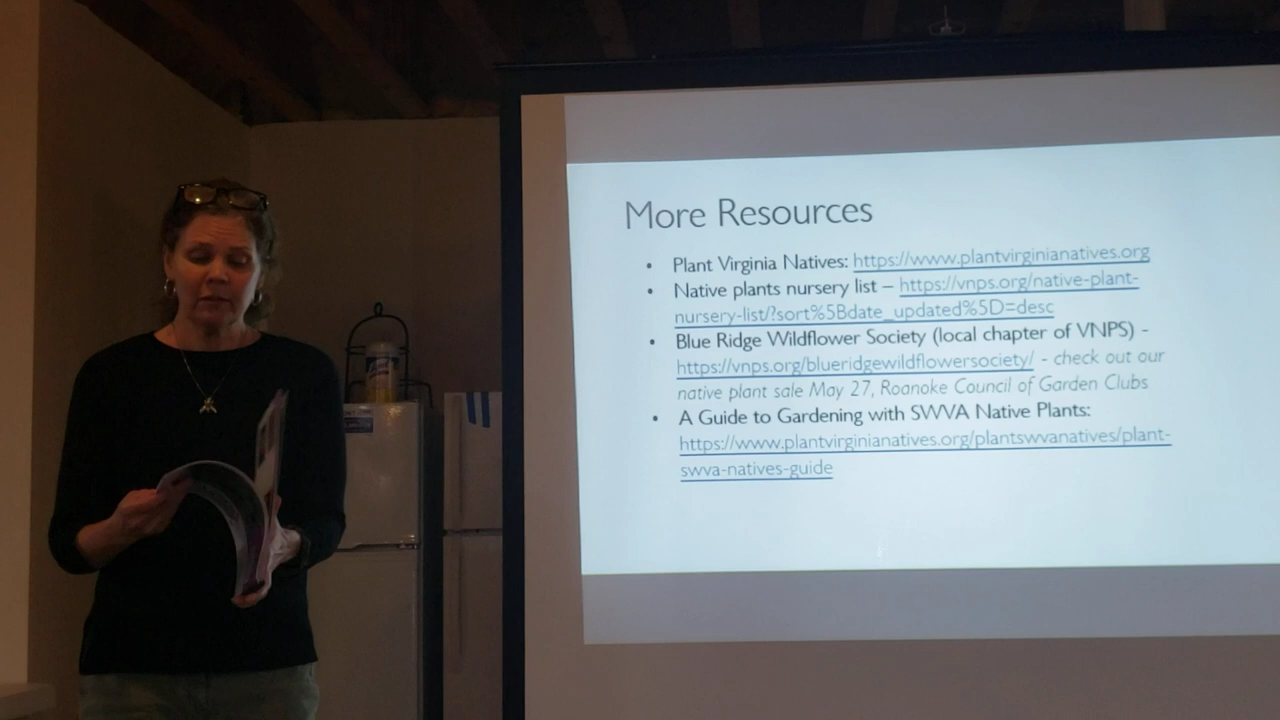 More Resources
• Plant Virginia Natives: https://www.plantvirginianatives.org
• Native plants nursery list – https://vnps.org/native-plant-
nursery-list/?sort%5Bdate_updated%5D=desc
• Blue Ridge Wildflower Society (local chapter of VNPS) -
https://vnps.org/blueridgewildflowersociety/ - check out our
native plant sale May 27, Roanoke Council of Garden Clubs
• A Guide to Gardening with SWVA Native Plants:
https://www.plantvirginianatives.org/plantswvanatives/plant-
swva-natives-guide